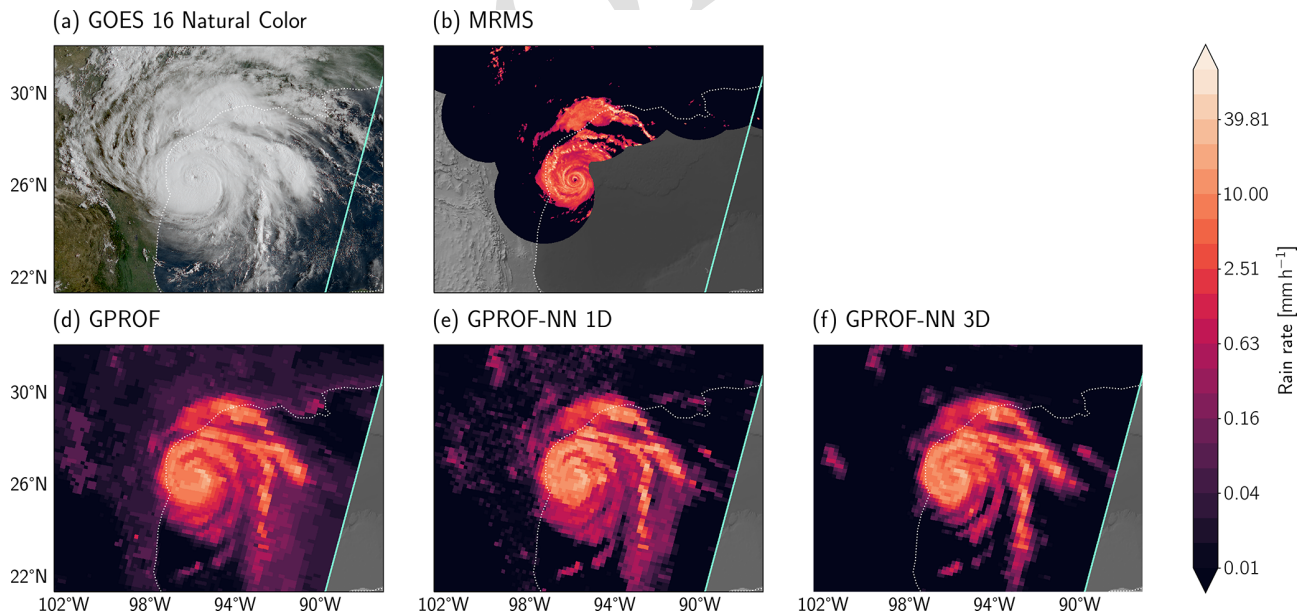 (a) GOES 16 Natural Color
(b) MRMS
30°N
26°N
22°N
39.81
10.00
2.51
0.63
0.16
0.04
0.01
Rain rate [mm h⁻¹]
(d) GPROF
(e) GPROF-NN 1D
(f) GPROF-NN 3D
30°N
26°N
22°N
102°W 98°W 94°W 90°W
102°W 98°W 94°W 90°W
102°W 98°W 94°W 90°W